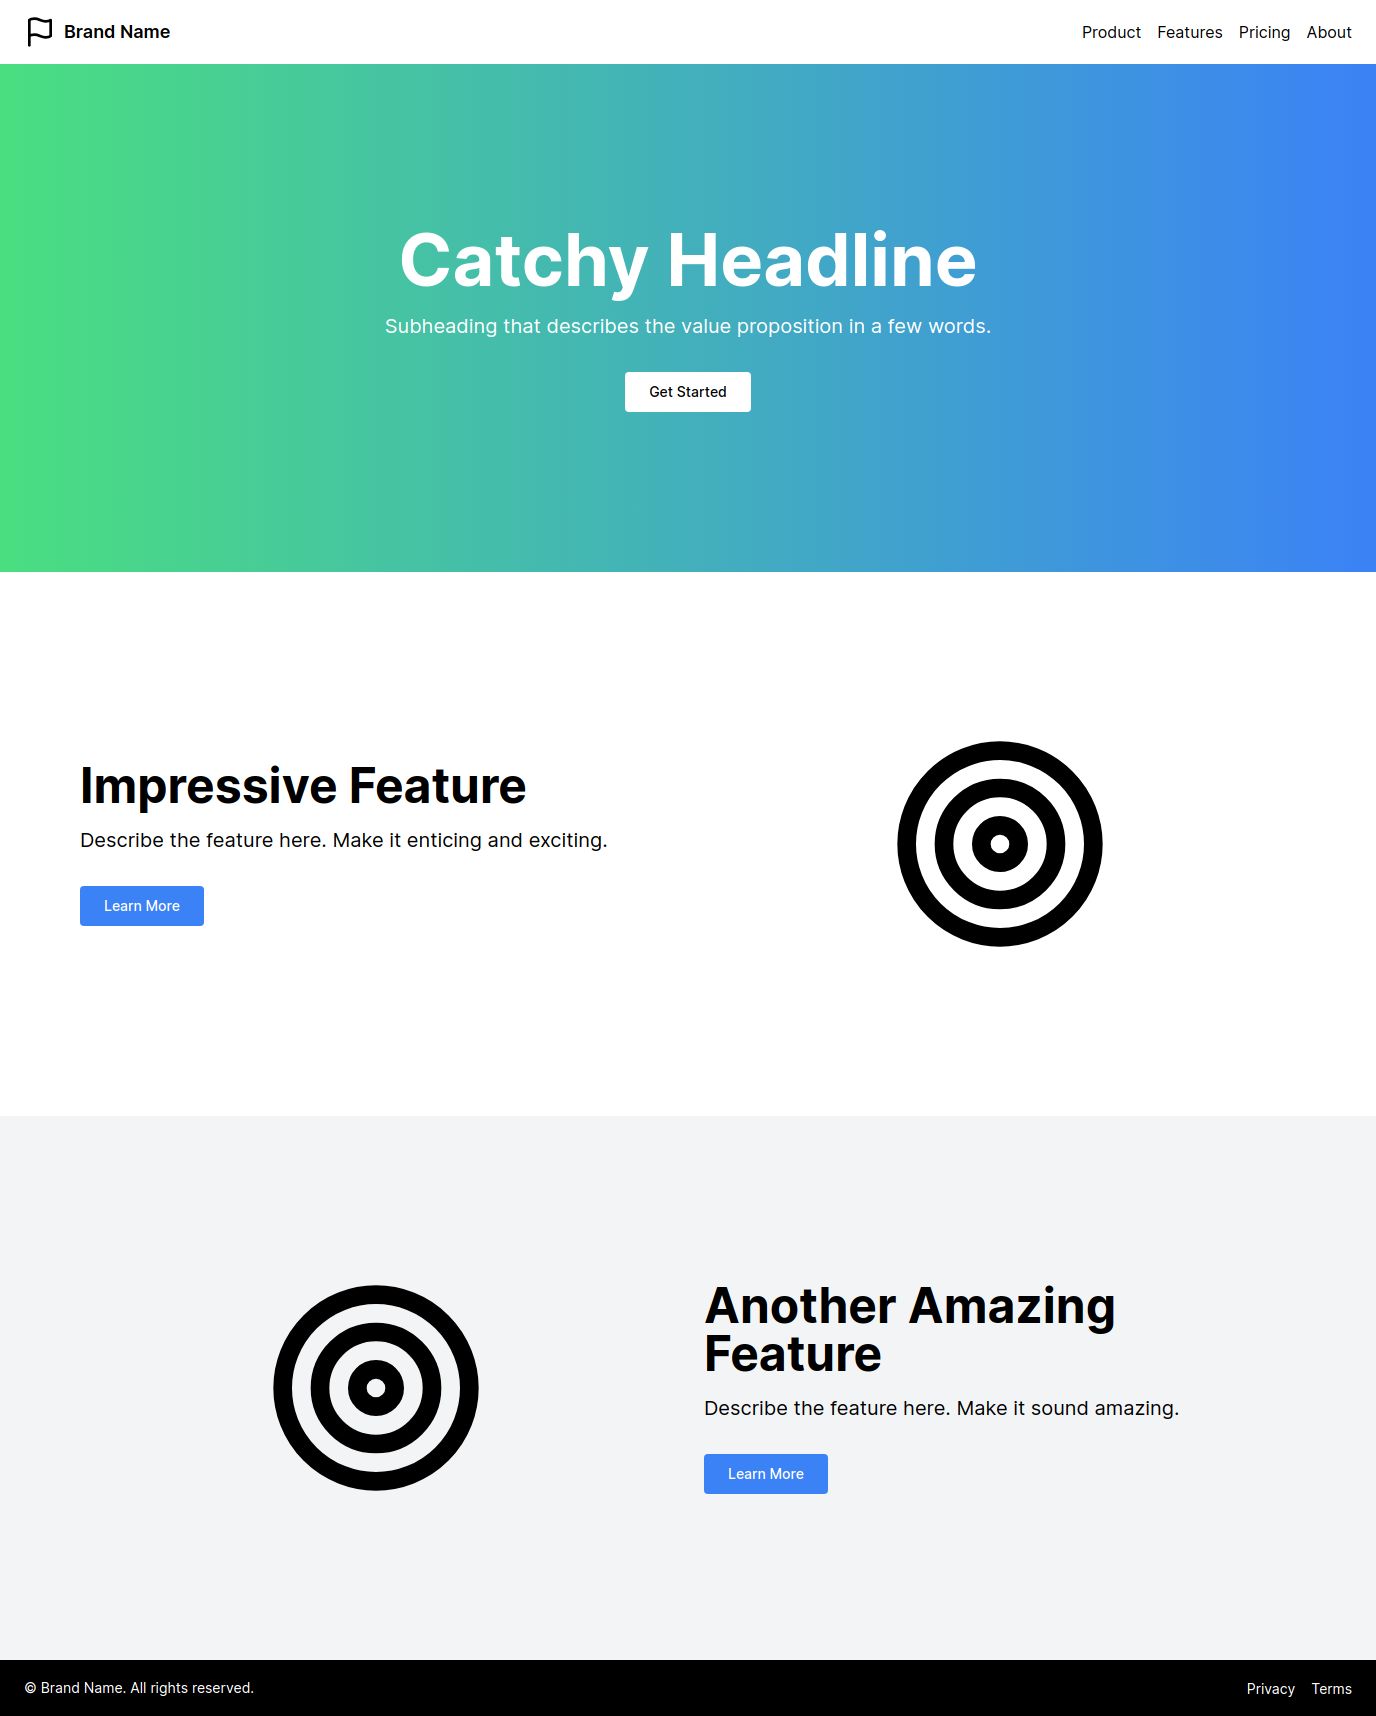 Brand Name
Product Features Pricing About
Catchy Headline
Subheading that describes the value proposition in a few words.
Get Started
Impressive Feature
Describe the feature here. Make it enticing and exciting.
Learn More
Another Amazing
Feature
Describe the feature here. Make it sound amazing.
Learn More
© Brand Name. All rights reserved.
Privacy Terms